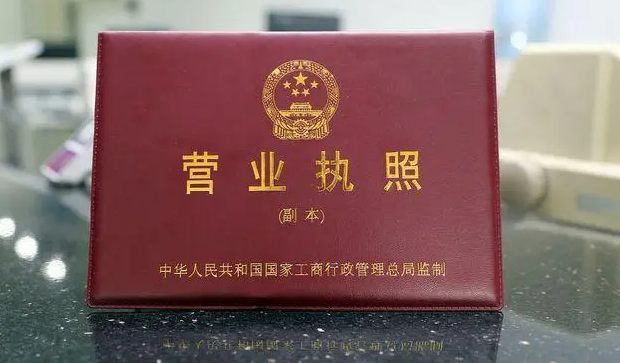 营业执照
(副本)
中华人民共和国国家工商行政管理总局监制